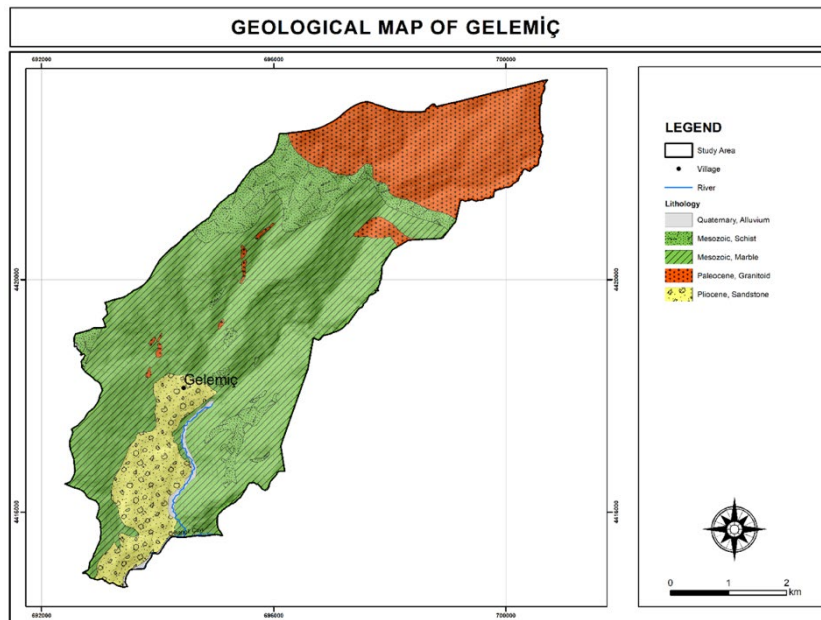 GEOLOGICAL MAP OF GELEMİÇ
692000
696000
700000
4420000
4420000
Gelemiç
4416000
4416000
692000
696000
700000
LEGEND
Study Area
Village
River
Lithology
Quaternary, Alluvium
Mesozoic, Schist
Mesozoic, Marble
Paleocene, Granitoid
Pliocene, Sandstone
0 1 2
km